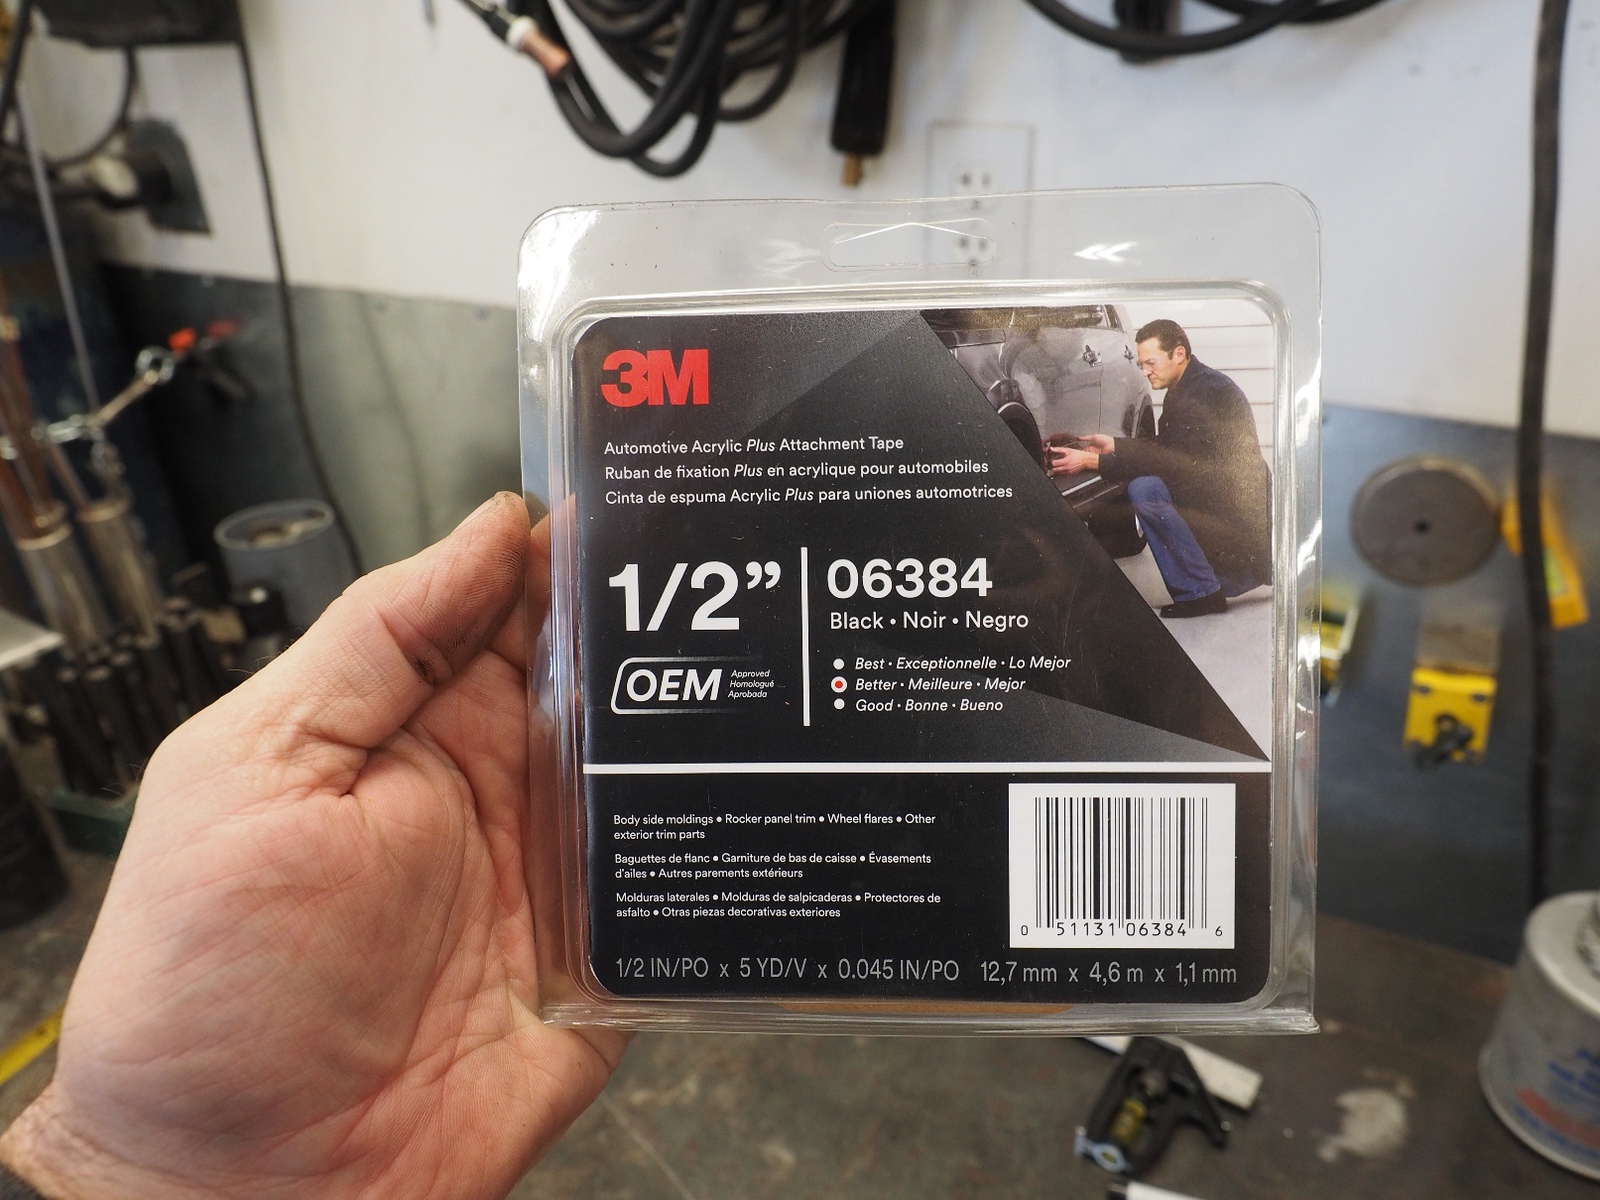 3M
Automotive Acrylic Plus Attachment Tape
Ruban de fixation Plus en acrylique pour automobiles
Cinta de espuma Acrylic Plus para uniones automotrices
1/2”
06384
Black • Noir • Negro
OEM
Approved
Homologué
Aprobada
Best • Exceptionnelle • Lo Mejor
Better • Meilleure • Mejor
Good • Bonne • Bueno
Body side moldings • Rocker panel trim • Wheel flares • Other
exterior trim parts
Baguettes de flanc • Garniture de bas de caisse • Évasements
d'ailes • Autres parements extérieurs
Molduras laterales • Molduras de salpicaderas • Protectores de
asfalto • Otras piezas decorativas exteriores
0 51131 06384 6
1/2 IN/PO x 5 YD/V x 0.045 IN/PO 12,7 mm x 4,6 m x 1,1 mm